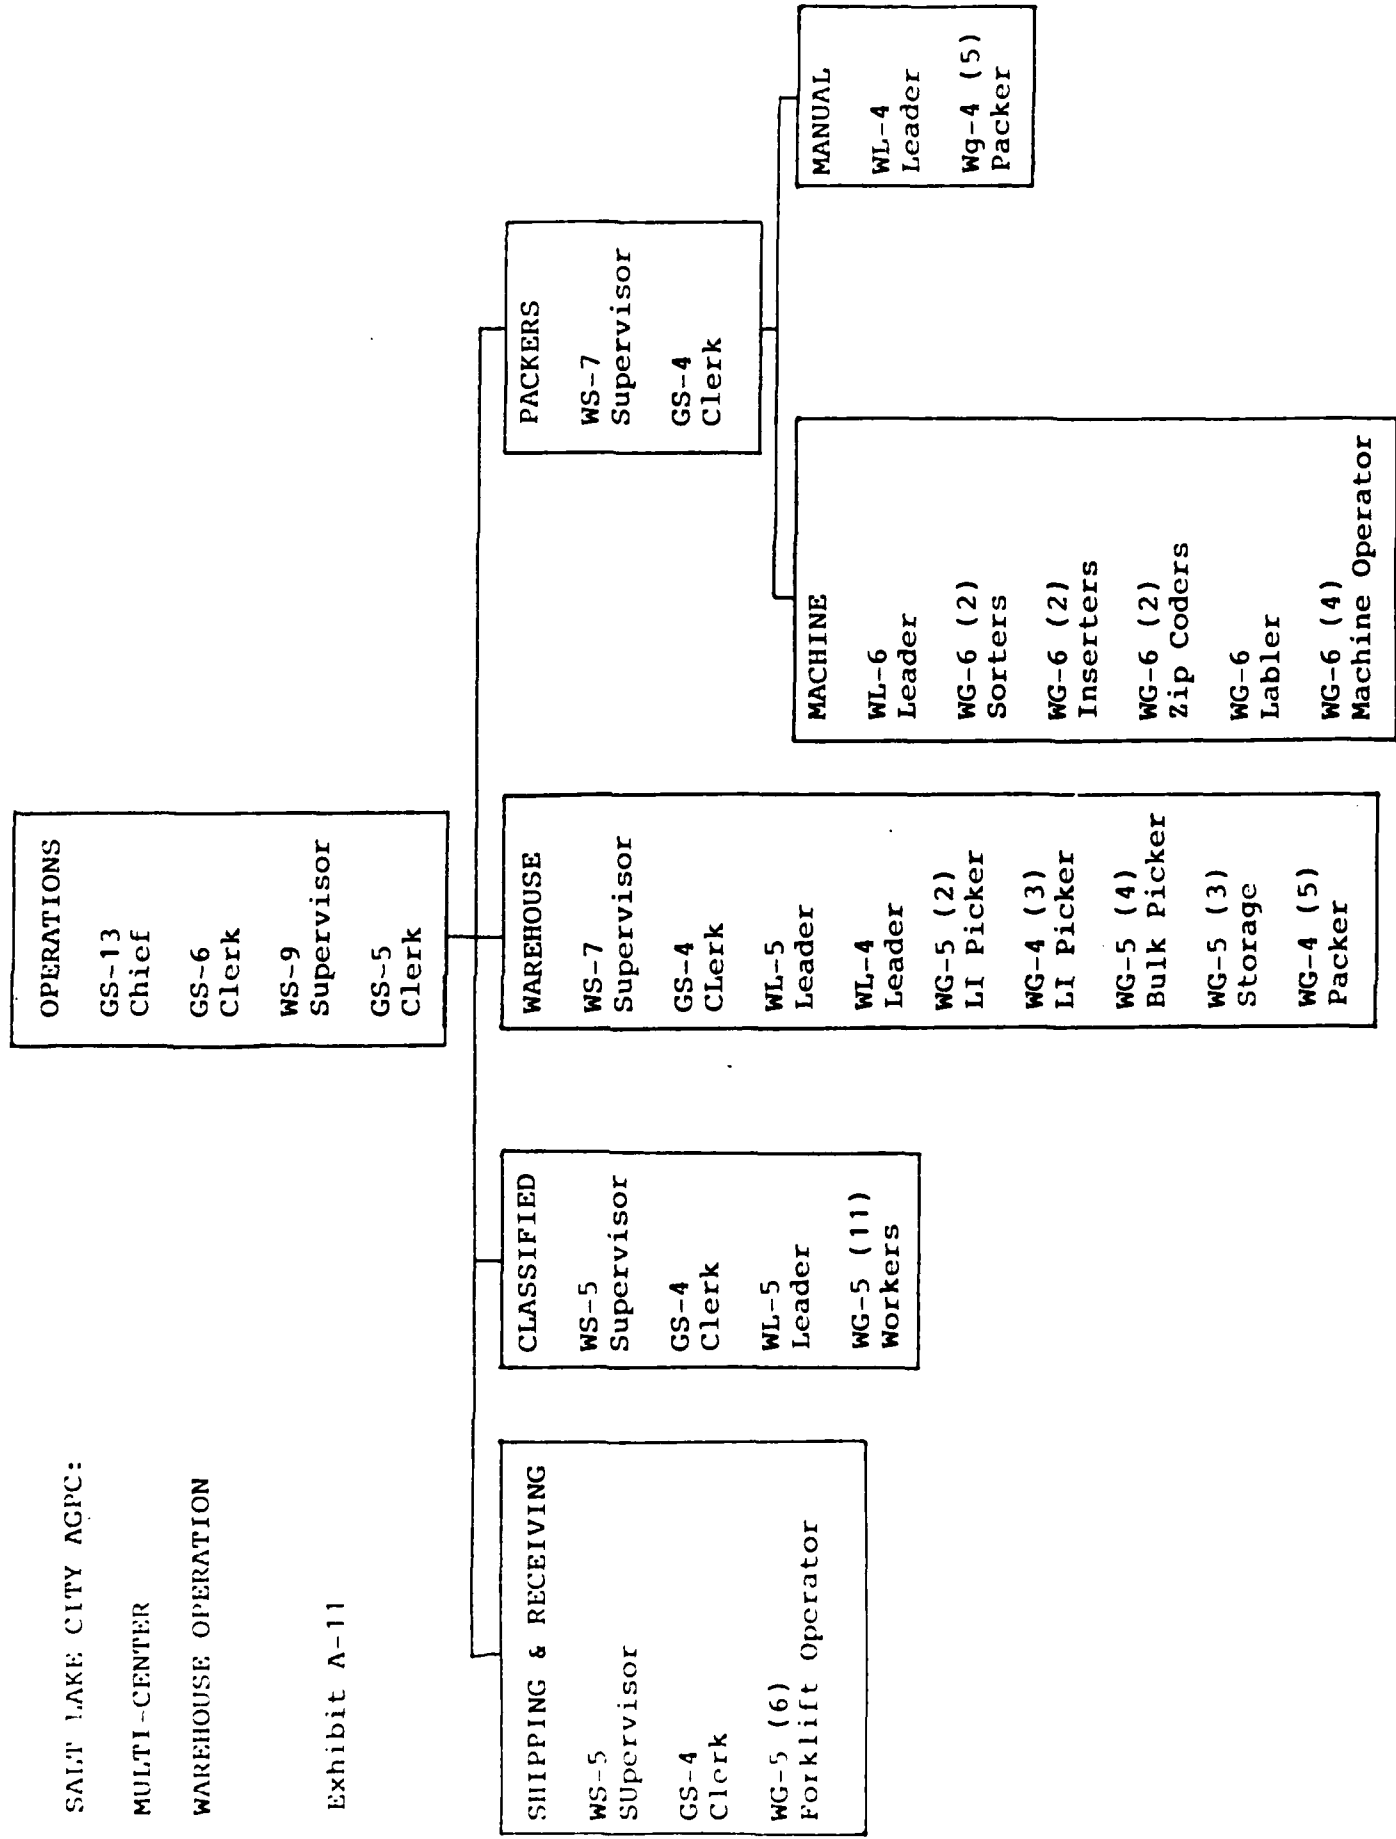 SALT LAKE CITY AGPC:
MULTI-CENTER
WAREHOUSE OPERATION
Exhibit A-11
OPERATIONS
GS-13
Chief
GS-6
Clerk
WS-9
Supervisor
GS-5
Clerk
SHIPPING & RECEIVING
WS-5
SUpervisor
GS-4
Clerk
WG-5 (6)
Forklift Operator
CLASSIFIED
WS-5
Supervisor
GS-4
Clerk
WL-5
Leader
WG-5 (11)
Workers
WAREHOUSE
WS-7
Supervisor
GS-4
CLerk
WL-5
Leader
WL-4
Leader
WG-5 (2)
LI Picker
WG-4 (3)
LI Picker
WG-5 (4)
Bulk Picker
WG-5 (3)
Storage
WG-4 (5)
Packer
PACKERS
WS-7
Supervisor
GS-4
Clerk
MACHINE
WL-6
Leader
WG-6 (2)
Sorters
WG-6 (2)
Inserters
WG-6 (2)
Zip Coders
WG-6
Labler
WG-6 (4)
Machine Operator
MANUAL
WL-4
Leader
Wg-4 (5)
Packer